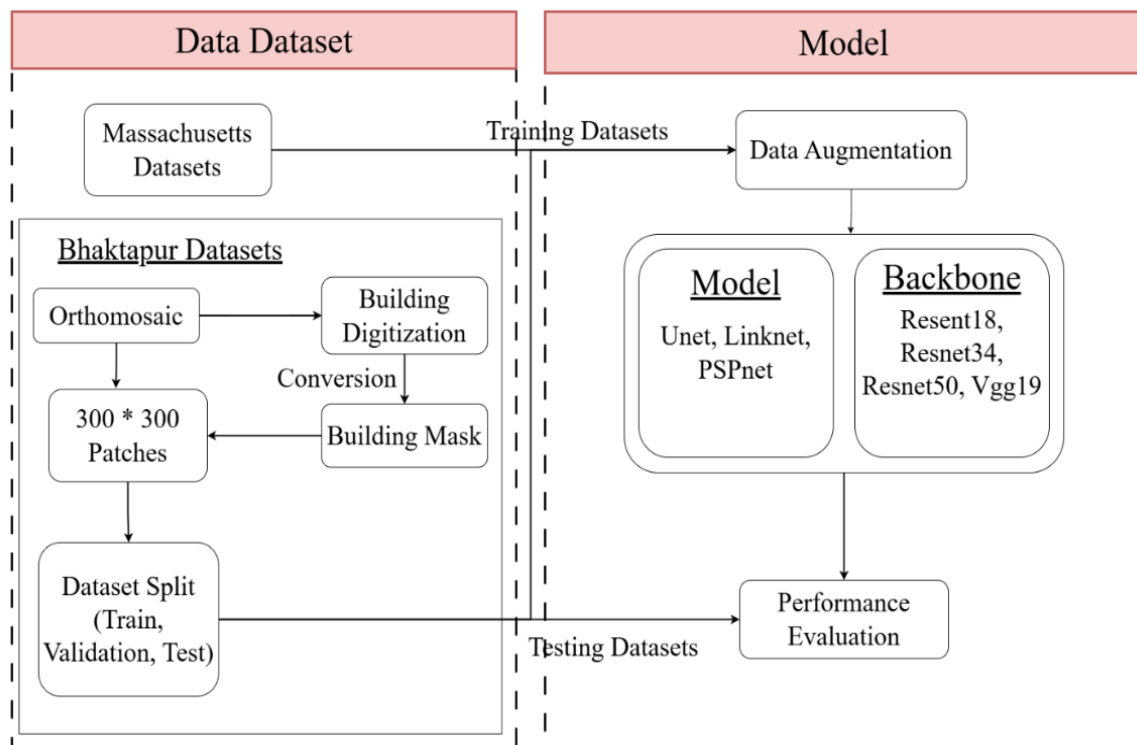 Data Dataset
Model
Massachusetts
Datasets
Training Datasets
Data Augmentation
Bhaktapur Datasets
Orthomosaic
Building
Digitization
Conversion
300 * 300
Patches
Building Mask
Dataset Split
(Train,
Validation, Test)
Testing Datasets
Model
Unet, Linknet,
PSPnet
Backbone
Resent18,
Resnet34,
Resnet50, Vgg19
Performance
Evaluation